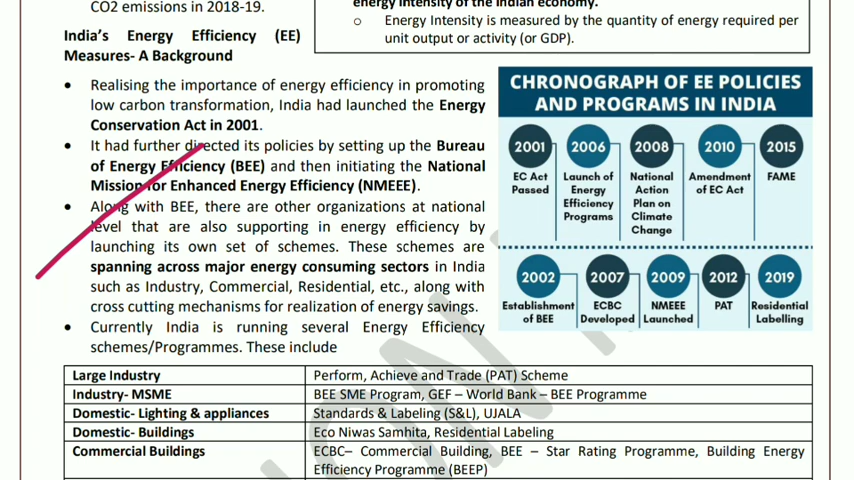 CO2 emissions in 2018-19.
energy intensity of the Indian economy.
o Energy Intensity is measured by the quantity of energy required per
unit output or activity (or GDP).
India's Energy Efficiency (EE)
Measures- A Background
• Realising the importance of energy efficiency in promoting
low carbon transformation, India had launched the Energy
Conservation Act in 2001.
• It had further directed its policies by setting up the Bureau
of Energy Efficiency (BEE) and then initiating the National
Mission for Enhanced Energy Efficiency (NMEEE).
• Along with BEE, there are other organizations at national
level that are also supporting in energy efficiency by
launching its own set of schemes. These schemes are
spanning across major energy consuming sectors in India
such as Industry, Commercial, Residential, etc., along with
cross cutting mechanisms for realization of energy savings.
• Currently India is running several Energy Efficiency
schemes/Programmes. These include
CHRONOGRAPH OF EE POLICIES
AND PROGRAMS IN INDIA
2001 2006 2008 2010 2015
EC Act Launch of National Amendment FAME
Passed Energy Action of EC Act
Efficiency Plan on
Programs Climate
Change
2002 2007 2009 2012 2019
Establishment ECBC NMEEE PAT Residential
of BEE Developed Launched Labelling
Large Industry Perform, Achieve and Trade (PAT) Scheme
Industry- MSME BEE SME Program, GEF – World Bank – BEE Programme
Domestic- Lighting & appliances Standards & Labeling (S&L), UJALA
Domestic- Buildings Eco Niwas Samhita, Residential Labeling
Commercial Buildings ECBC– Commercial Building, BEE – Star Rating Programme, Building Energy
Efficiency Programme (BEEP)